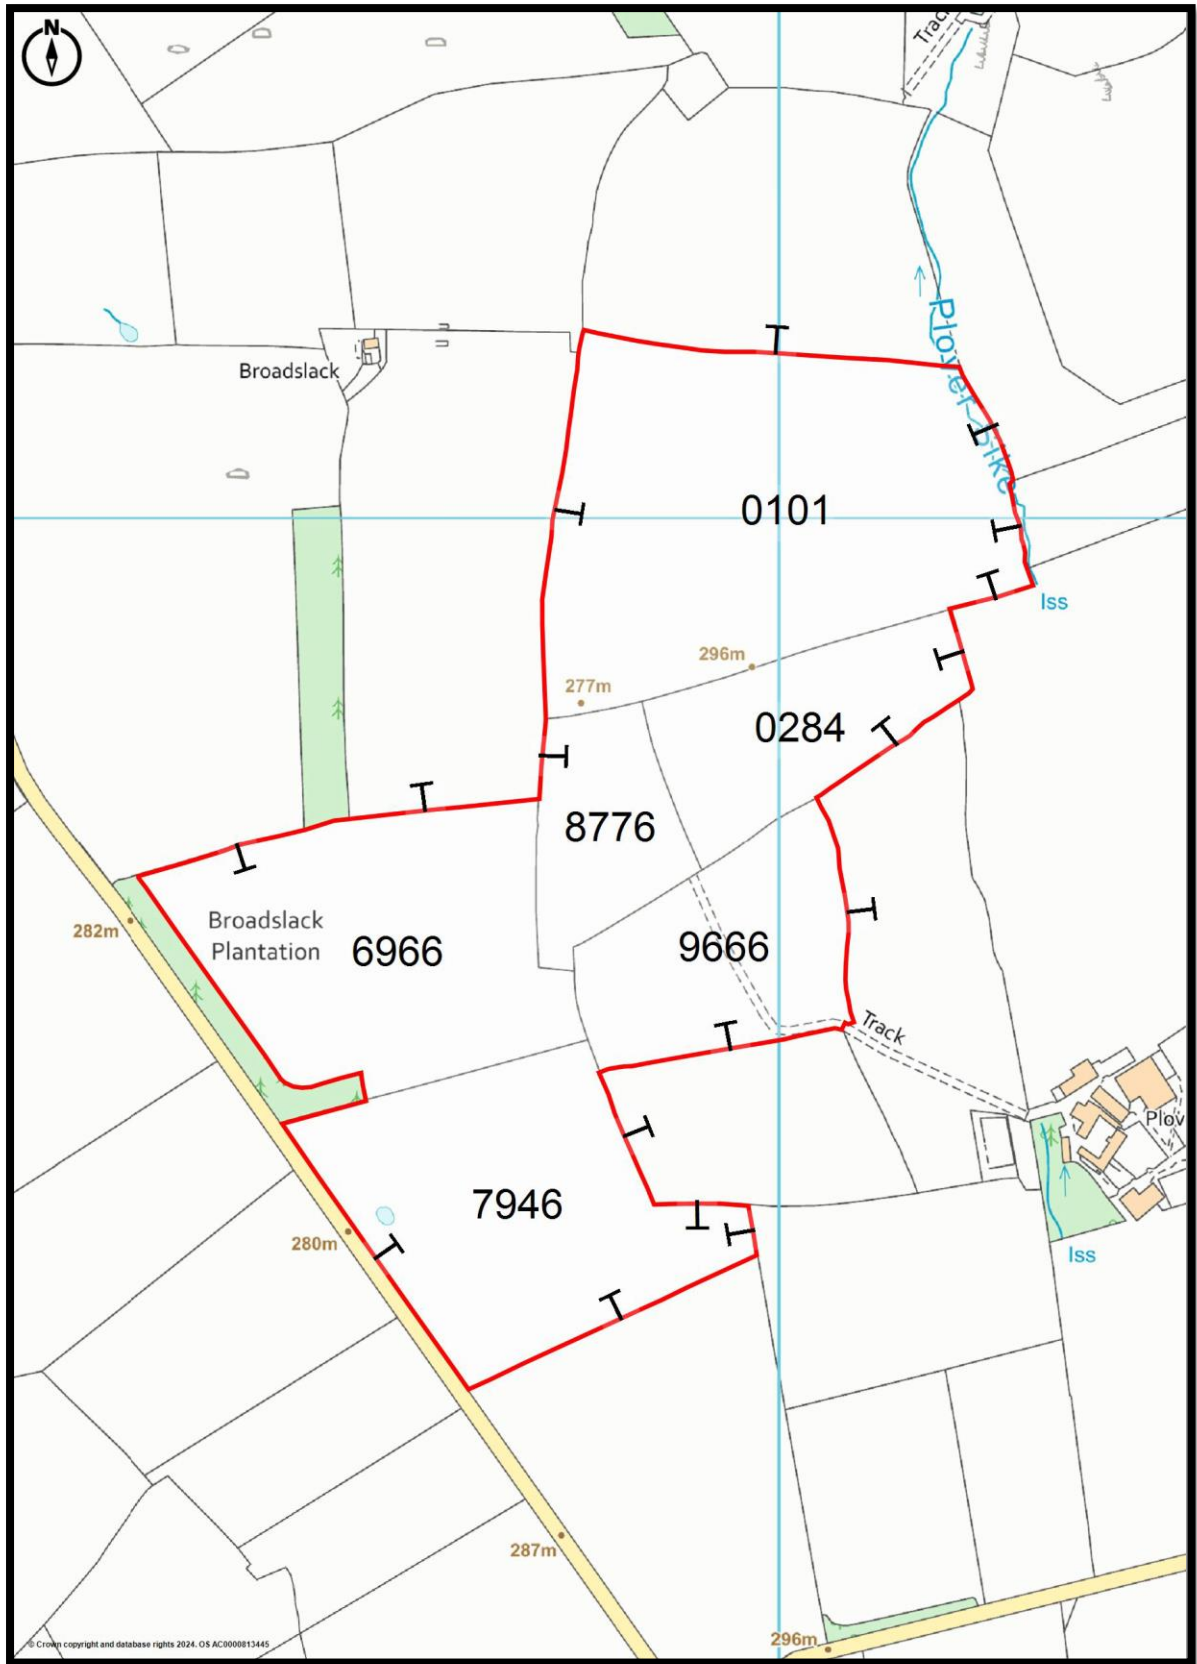 N
Track
Broadslack
Plover Sike
0101
Iss
296m
277m
0284
8776
Broadslack
Plantation
282m
6966
9666
Track
Plov
7946
280m
Iss
287m
296m
© Crown copyright and database rights 2024. OS AC0000813445